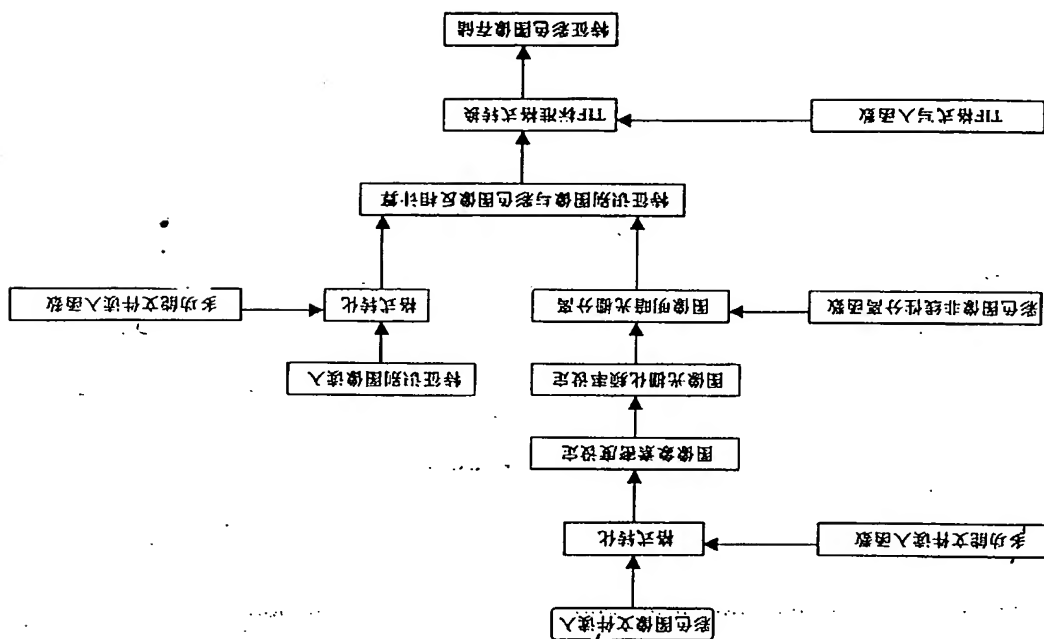 彩色图像文件读入
多功能文件读入函数
格式转化
图像象素密度设定
图像光栅化频率设定
特征识别图像读入
彩色图像非线性分离函数
图像明暗光栅分离
格式转化
多功能文件读入函数
特征识别图像与彩色图像反相计算
TIF格式与入函数
TIF标准格式转换
特征彩色图像存储